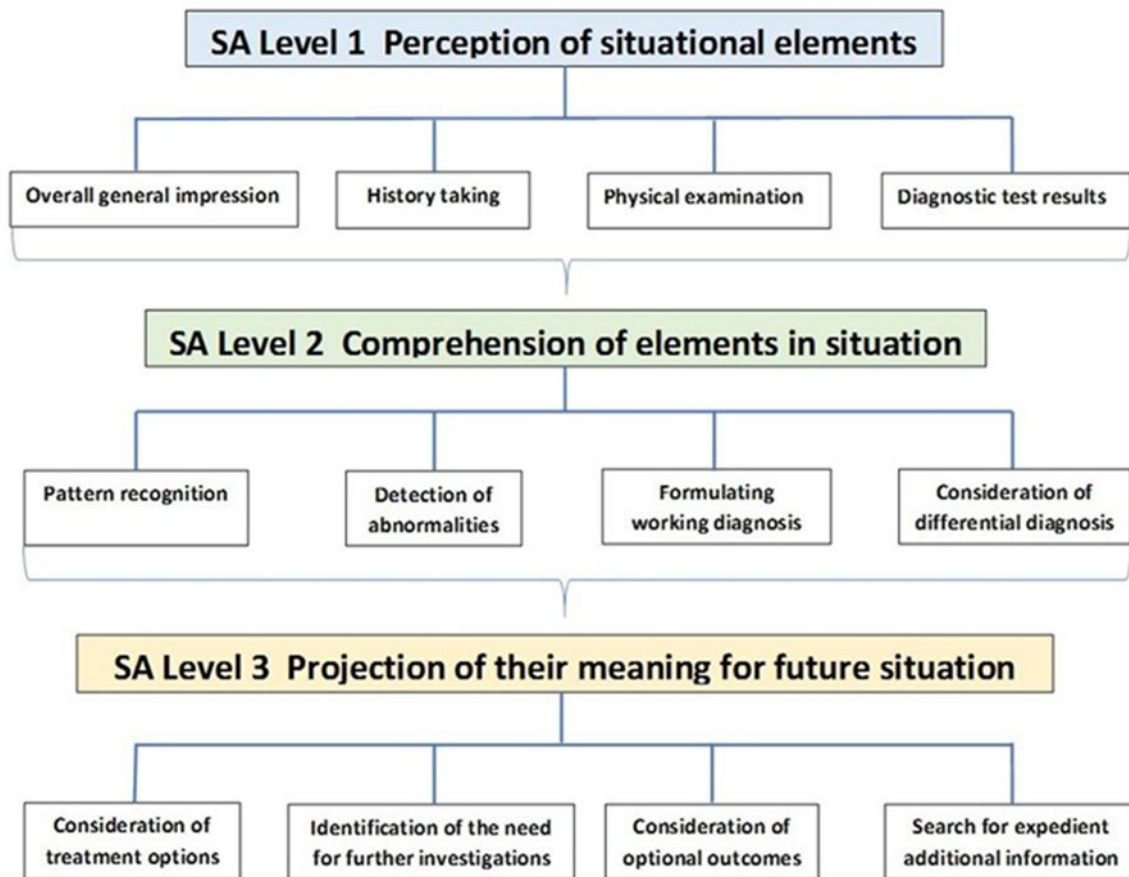 SA Level 1 Perception of situational elements
Overall general impression
History taking
Physical examination
Diagnostic test results
SA Level 2 Comprehension of elements in situation
Pattern recognition
Detection of
abnormalities
Formulating
working diagnosis
Consideration of
differential diagnosis
SA Level 3 Projection of their meaning for future situation
Consideration of
treatment options
Identification of the need
for further investigations
Consideration of
optional outcomes
Search for expedient
additional information